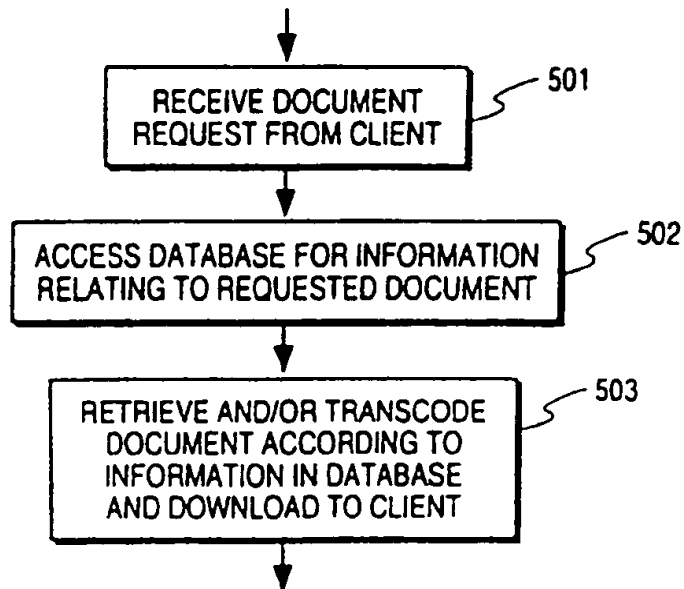 RECEIVE DOCUMENT
REQUEST FROM CLIENT
501
ACCESS DATABASE FOR INFORMATION
RELATING TO REQUESTED DOCUMENT
502
RETRIEVE AND/OR TRANSCODE
DOCUMENT ACCORDING TO
INFORMATION IN DATABASE
AND DOWNLOAD TO CLIENT
503